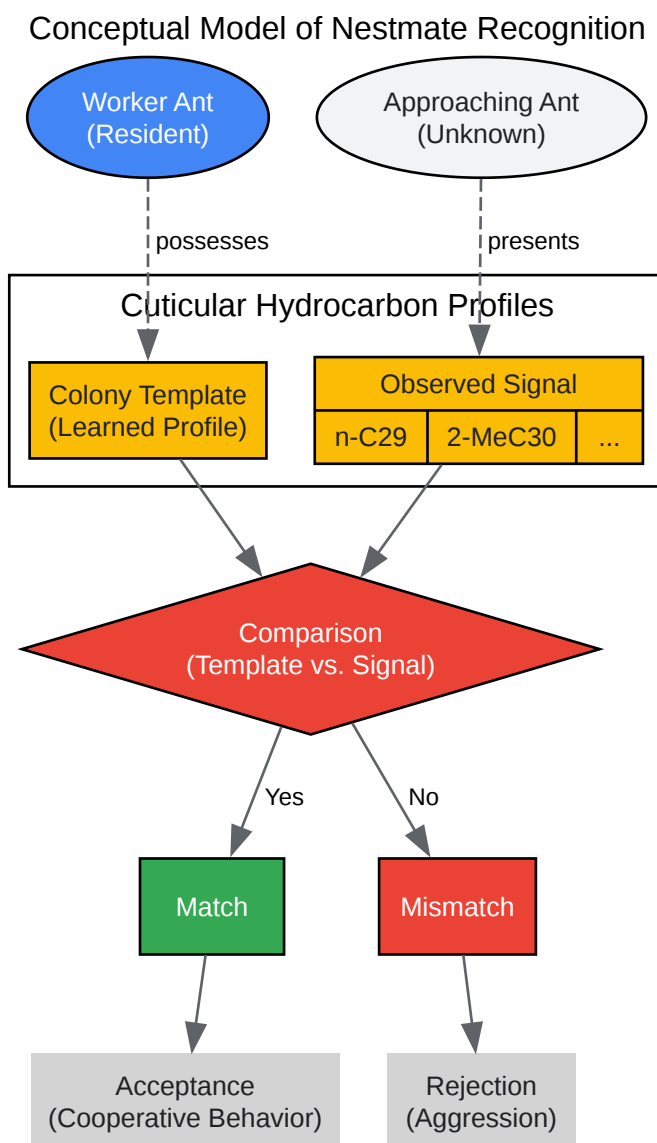 Conceptual Model of Nestmate Recognition
Worker Ant
(Resident)
Approaching Ant
(Unknown)
possesses
presents
Cuticular Hydrocarbon Profiles
Colony Template
(Learned Profile)
Observed Signal
n-C29
2-MeC30
...
Comparison
(Template vs. Signal)
Yes
No
Match
Mismatch
Acceptance
(Cooperative Behavior)
Rejection
(Aggression)